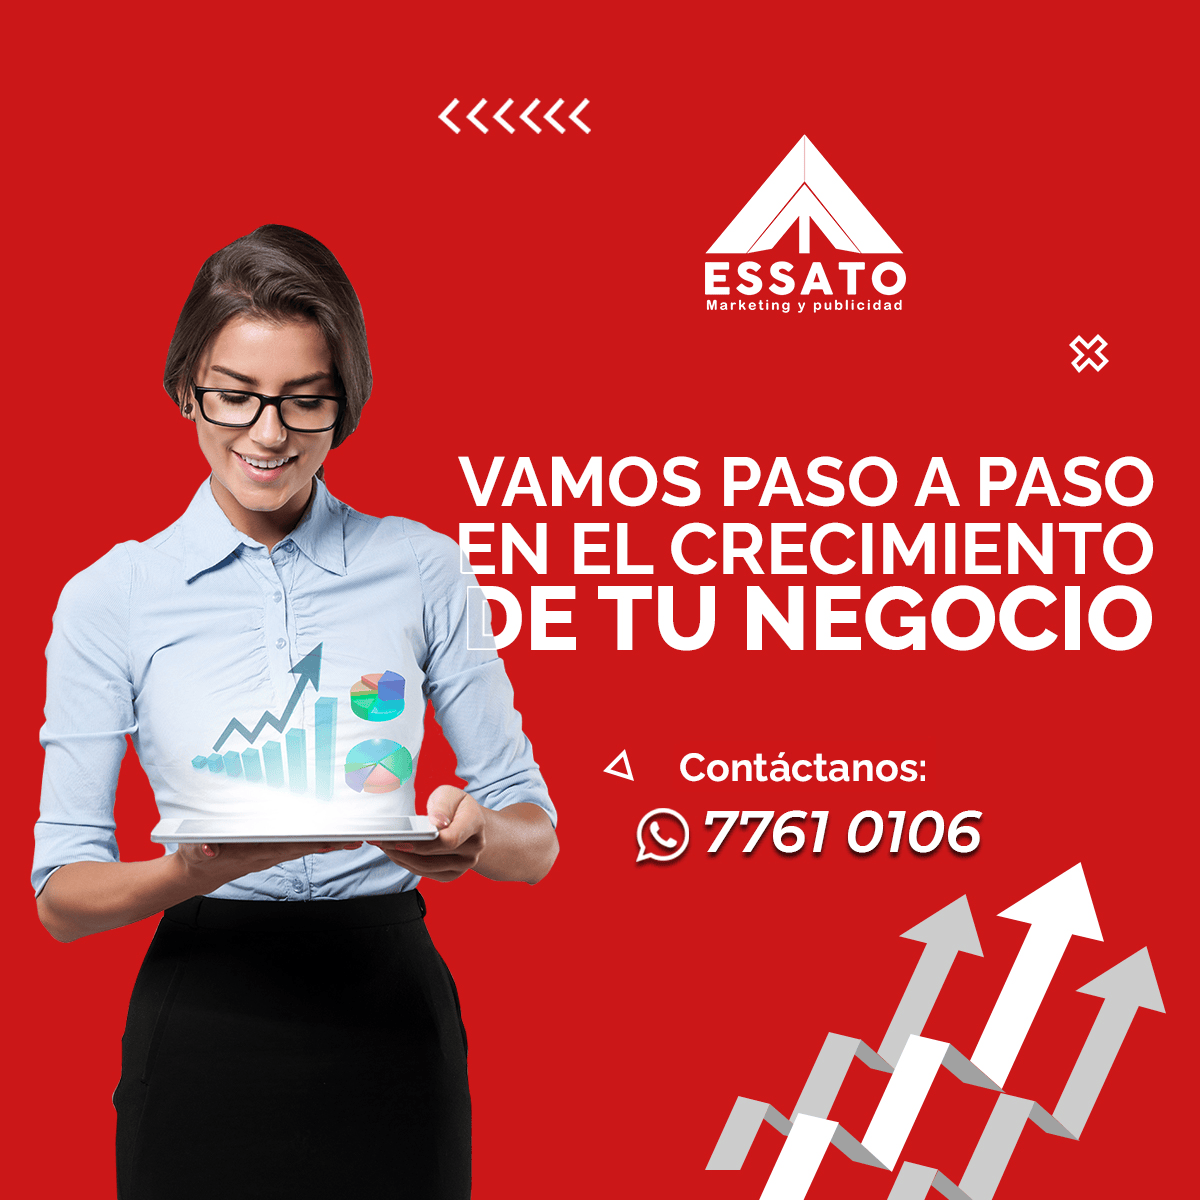 ESSATO
Marketing y publicidad
VAMOS PASO A PASO
EN EL CRECIMIENTO
DE TU NEGOCIO
Contáctanos:
7761 0106